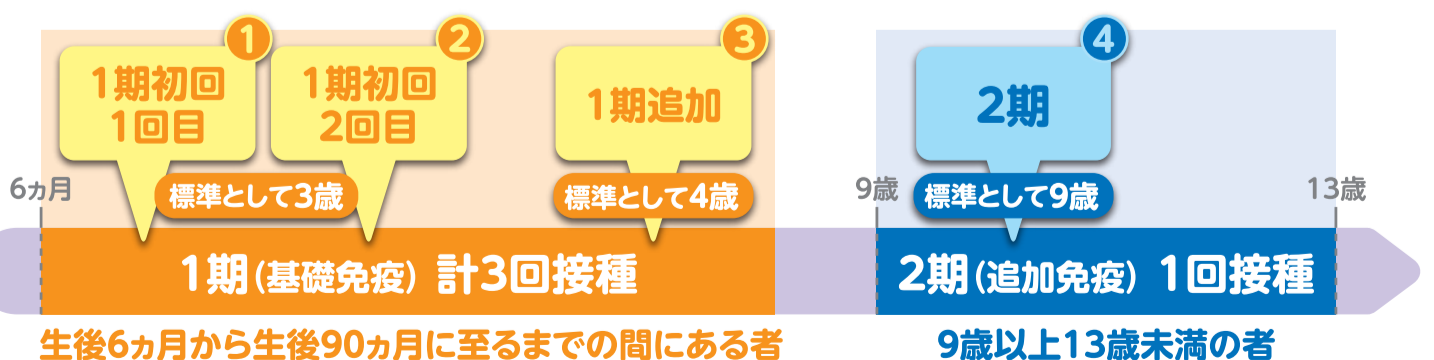 1
1期初回
1回目
2
1期初回
2回目
3
1期追加
4
2期
6ヵ月
標準として3歳
標準として4歳
9歳
標準として9歳
13歳
1期(基礎免疫) 計3回接種
2期(追加免疫) 1回接種
生後6ヵ月から生後90ヵ月に至るまでの間にある者
9歳以上13歳未満の者